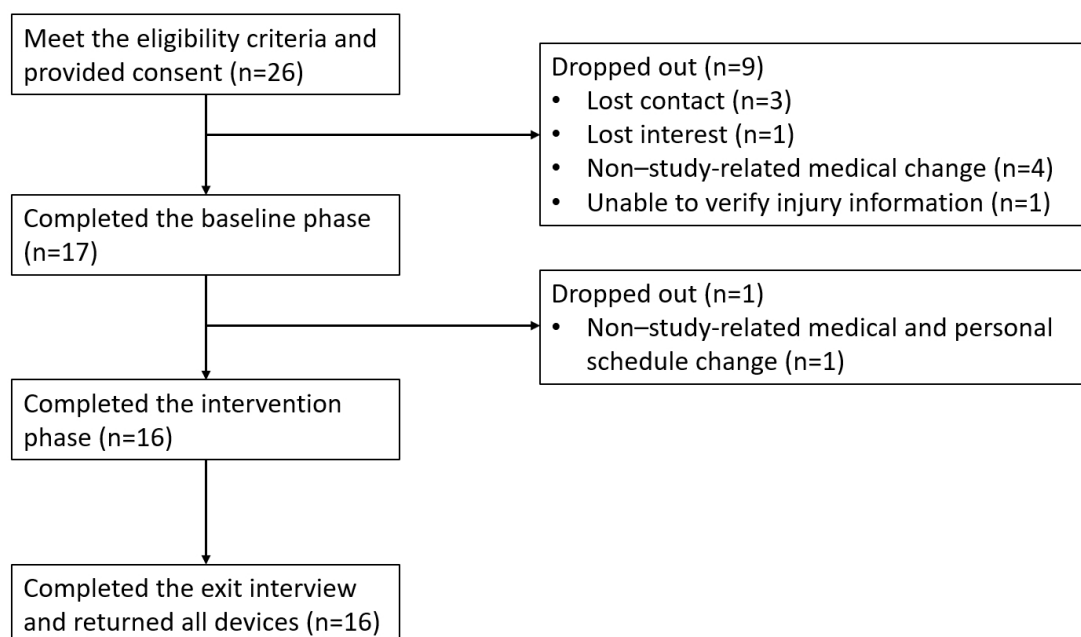 Meet the eligibility criteria and
provided consent (n=26)
Dropped out (n=9)
• Lost contact (n=3)
• Lost interest (n=1)
• Non–study-related medical change (n=4)
• Unable to verify injury information (n=1)
Completed the baseline phase
(n=17)
Dropped out (n=1)
• Non–study-related medical and personal
schedule change (n=1)
Completed the intervention
phase (n=16)
Completed the exit interview
and returned all devices (n=16)